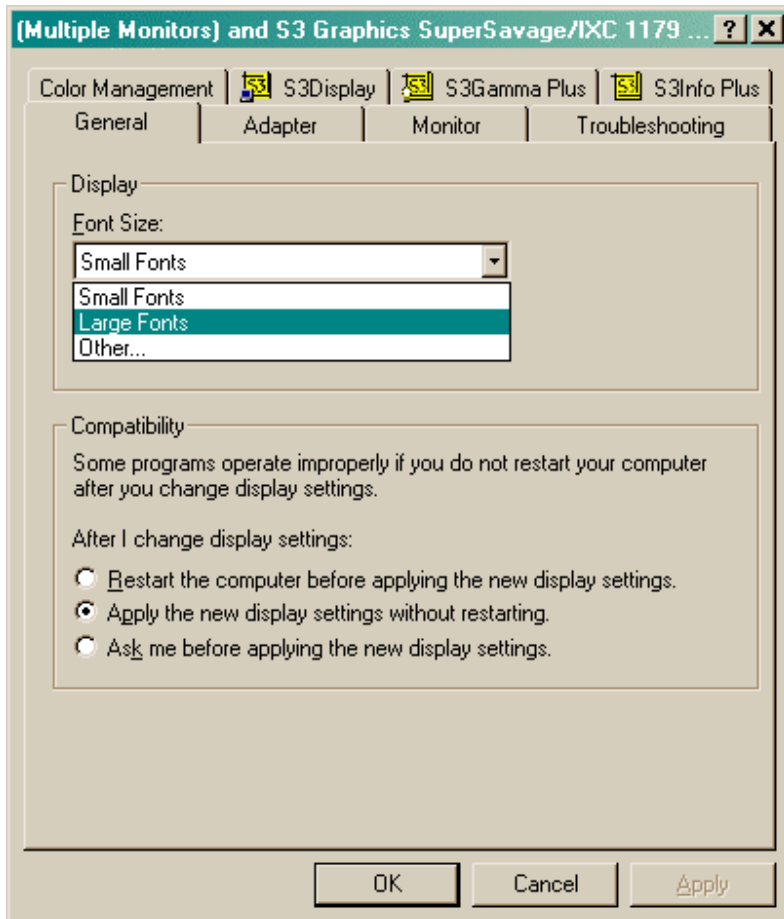 (Multiple Monitors) and S3 Graphics SuperSavage/IXC 1179 ...
Color Management S3 S3Display S3 S3Gamma Plus S3 S3Info Plus
General Adapter Monitor Troubleshooting
Display
Font Size:
Small Fonts
Small Fonts
Large Fonts
Other...
Compatibility
Some programs operate improperly if you do not restart your computer
after you change display settings.
After I change display settings:
Restart the computer before applying the new display settings.
Apply the new display settings without restarting.
Ask me before applying the new display settings.
OK Cancel Apply